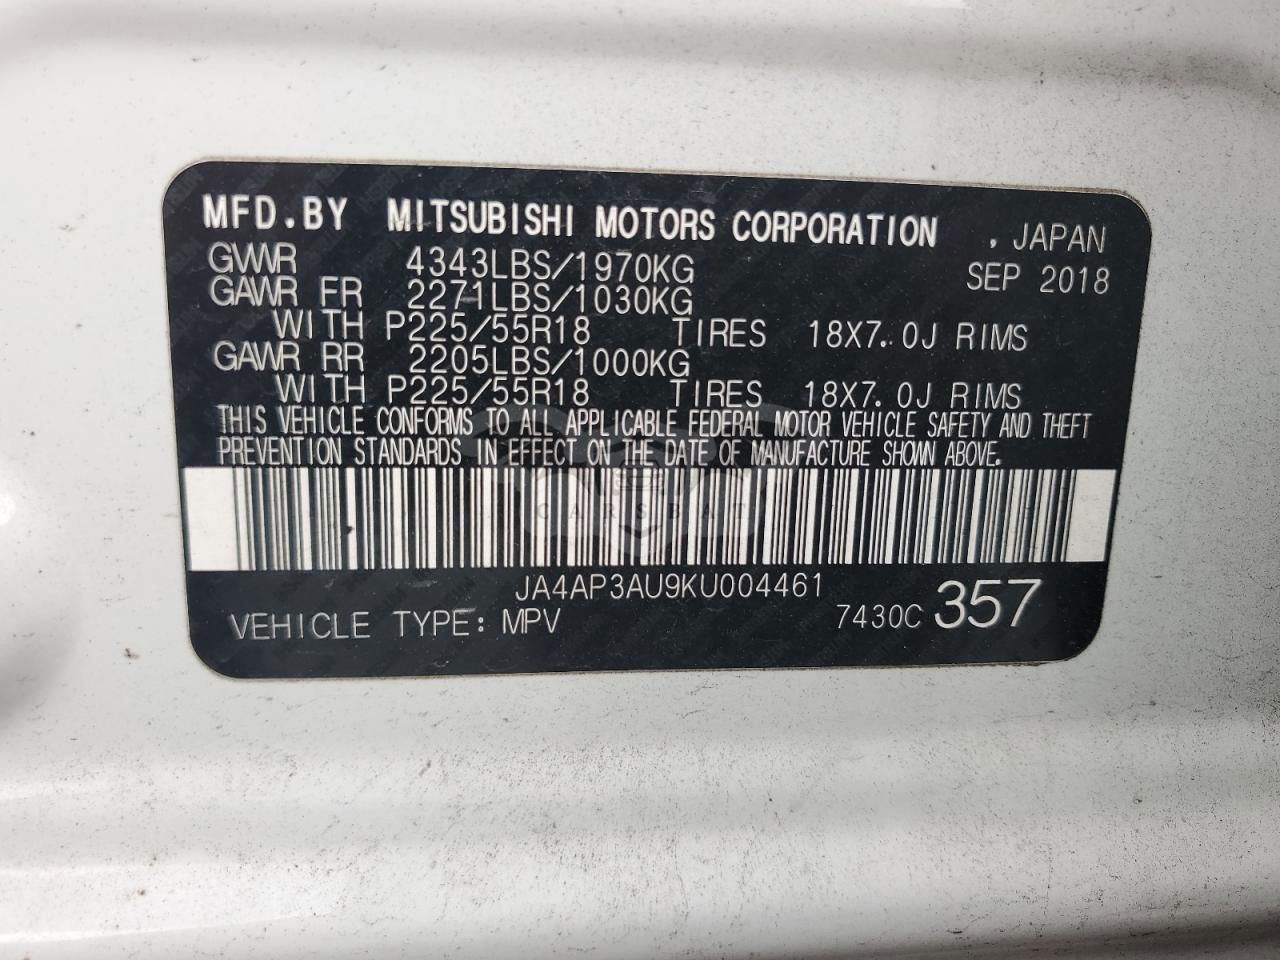 MFD.BY MITSUBISHI MOTORS CORPORATION , JAPAN
GVWR 4343LBS/1970KG SEP 2018
GAWR FR 2271LBS/1030KG
WITH P225/55R18 TIRES 18X7.0J RIMS
GAWR RR 2205LBS/1000KG
WITH P225/55R18 TIRES 18X7.0J RIMS
THIS VEHICLE CONFORMS TO ALL APPLICABLE FEDERAL MOTOR VEHICLE SAFETY AND THEFT
PREVENTION STANDARDS IN EFFECT ON THE DATE OF MANUFACTURE SHOWN ABOVE.
CARSBAT
JA4AP3AU9KU004461
VEHICLE TYPE: MPV 7430C 357